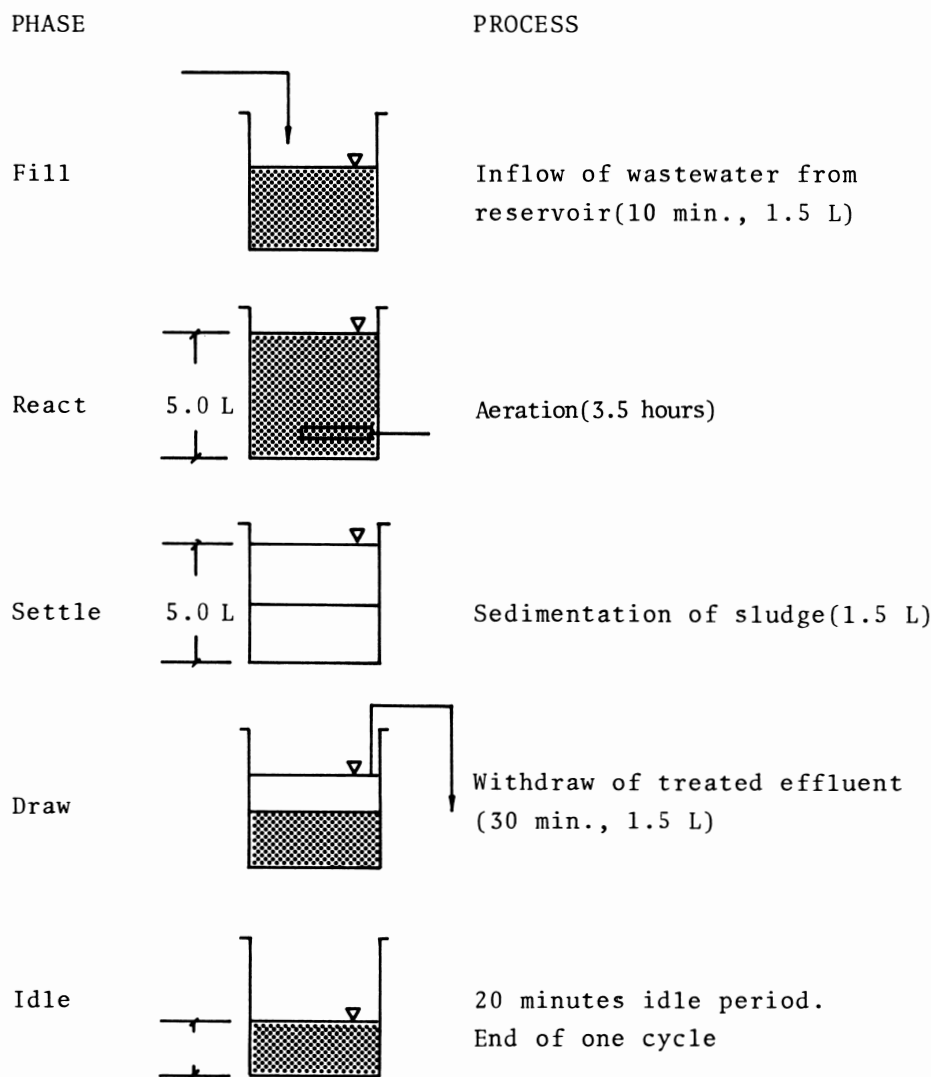 PHASE PROCESS
Fill
Inflow of wastewater from
reservoir(10 min., 1.5 L)
React 5.0 L Aeration(3.5 hours)
Settle 5.0 L Sedimentation of sludge(1.5 L)
Draw
Withdraw of treated effluent
(30 min., 1.5 L)
Idle
20 minutes idle period.
End of one cycle